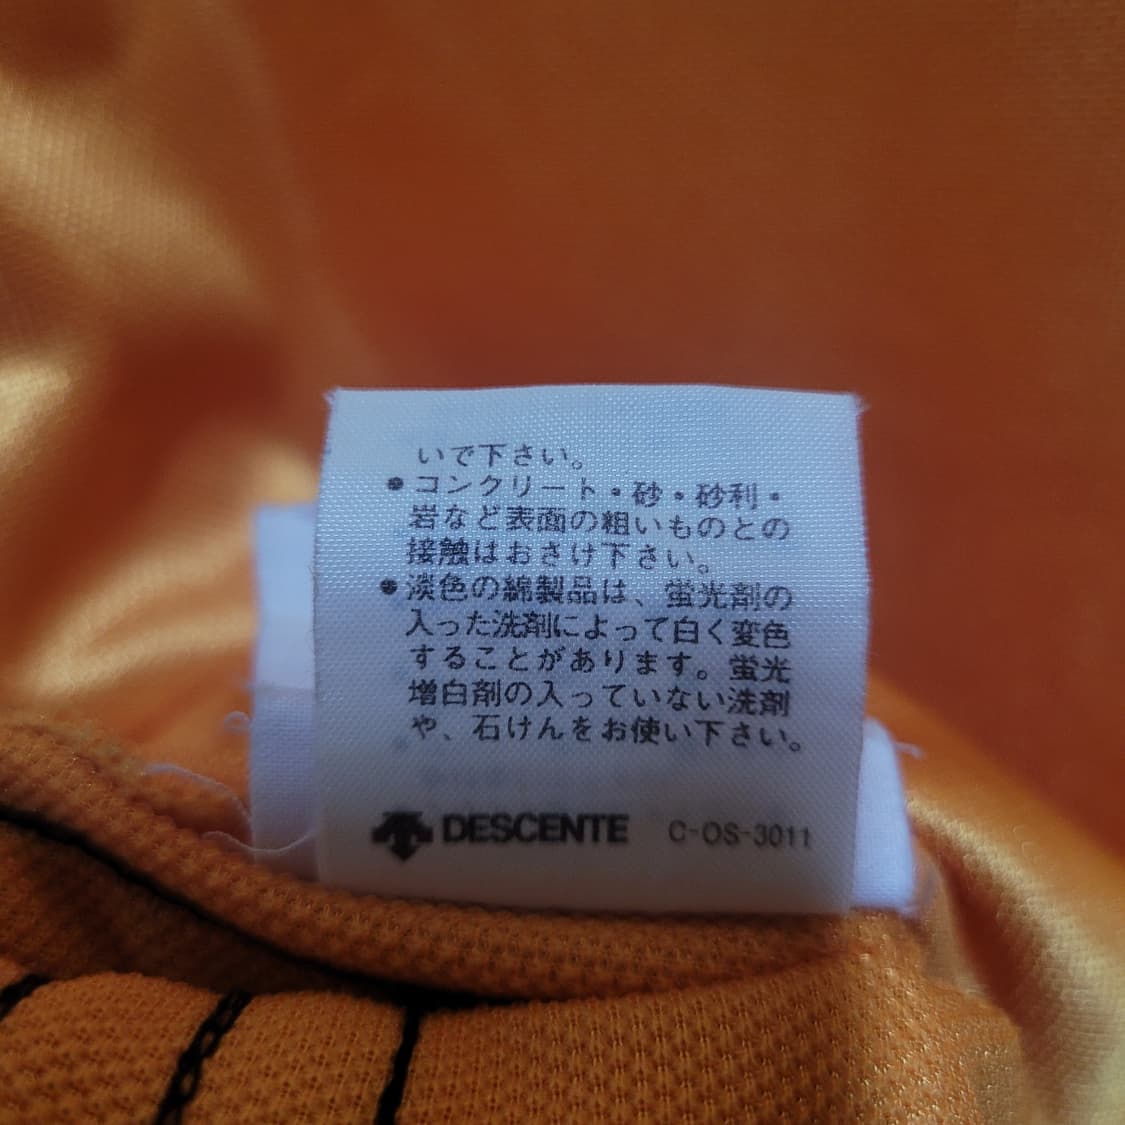 いで下さい。
●コンクリート・砂・砂利・
岩など表面の粗いものとの
接触はおさけ下さい。
●淡色の綿製品は、蛍光剤の
入った洗剤によって白く変色
することがあります。蛍光
増白剤の入っていない洗剤
や、石けんをお使い下さい。
DESCENTE C-OS-3011